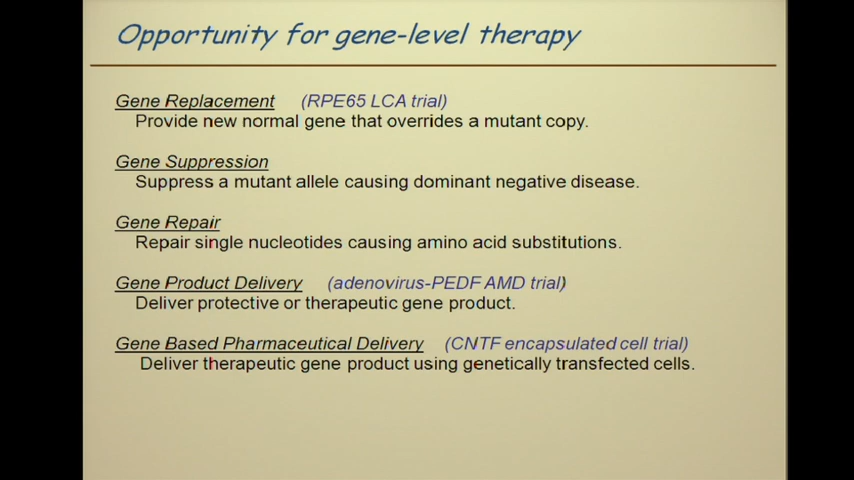 Opportunity for gene-level therapy
Gene Replacement (RPE65 LCA trial)
Provide new normal gene that overrides a mutant copy.
Gene Suppression
Suppress a mutant allele causing dominant negative disease.
Gene Repair
Repair single nucleotides causing amino acid substitutions.
Gene Product Delivery (adenovirus-PEDF AMD trial)
Deliver protective or therapeutic gene product.
Gene Based Pharmaceutical Delivery (CNTF encapsulated cell trial)
Deliver therapeutic gene product using genetically transfected cells.